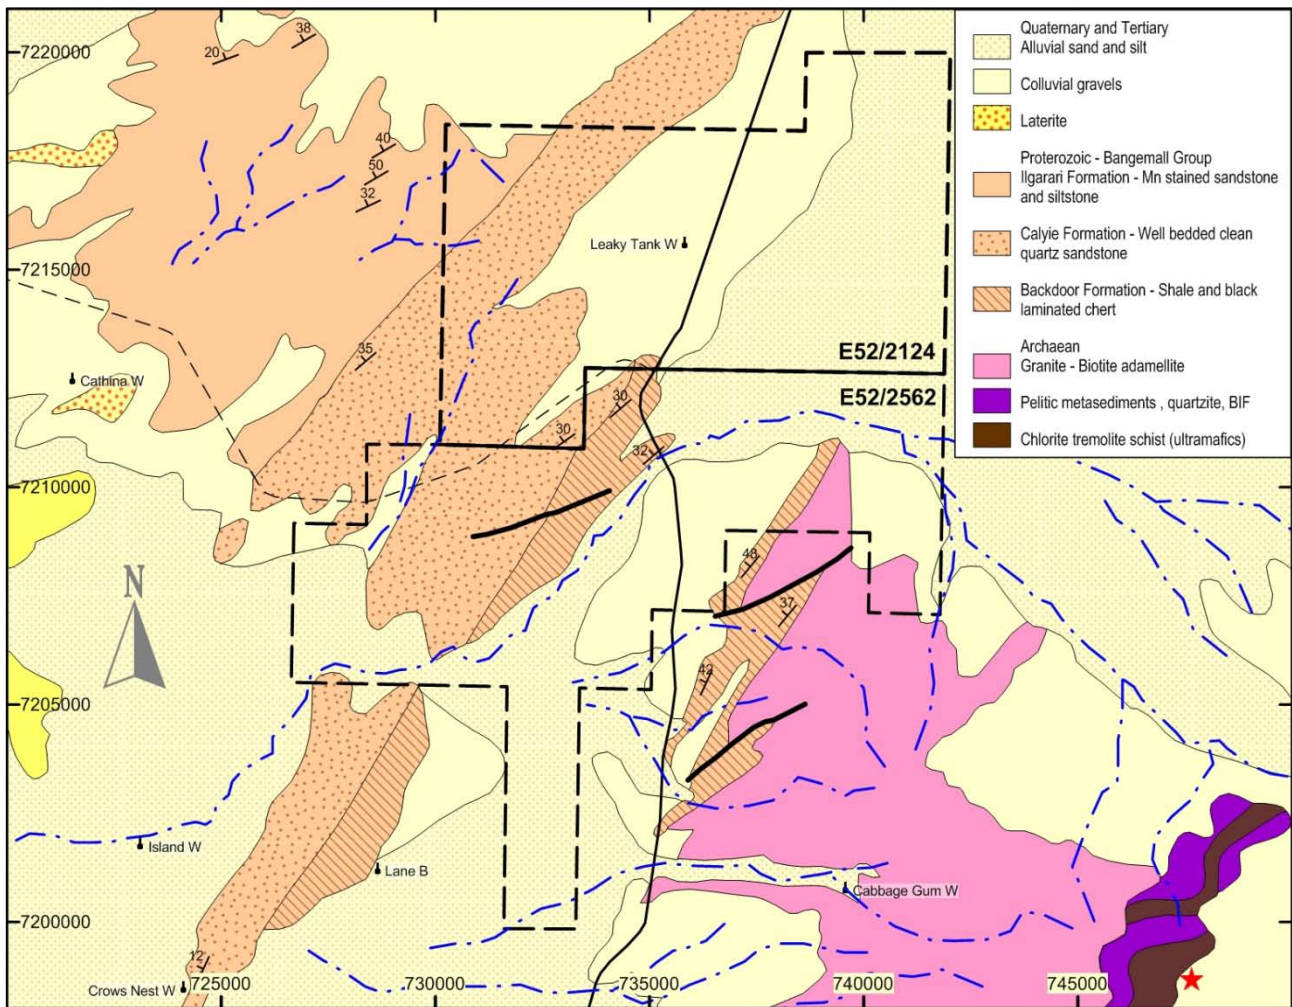 7220000
7215000
7210000
7205000
7200000
725000
730000
735000
740000
745000
38
20
40
50
32
Leaky Tank W
35
Cathina W
E52/2124
E52/2562
30
30
32
48
37
42
N
Island W
Lane B
Cabbage Gum W
12
Crows Nest W
Quaternary and Tertiary
Alluvial sand and silt
Colluvial gravels
Laterite
Proterozoic - Bangemall Group
Ilgarari Formation - Mn stained sandstone
and siltstone
Calyie Formation - Well bedded clean
quartz sandstone
Backdoor Formation - Shale and black
laminated chert
Archaean
Granite - Biotite adamellite
Pelitic metasediments , quartzite, BIF
Chlorite tremolite schist (ultramafics)